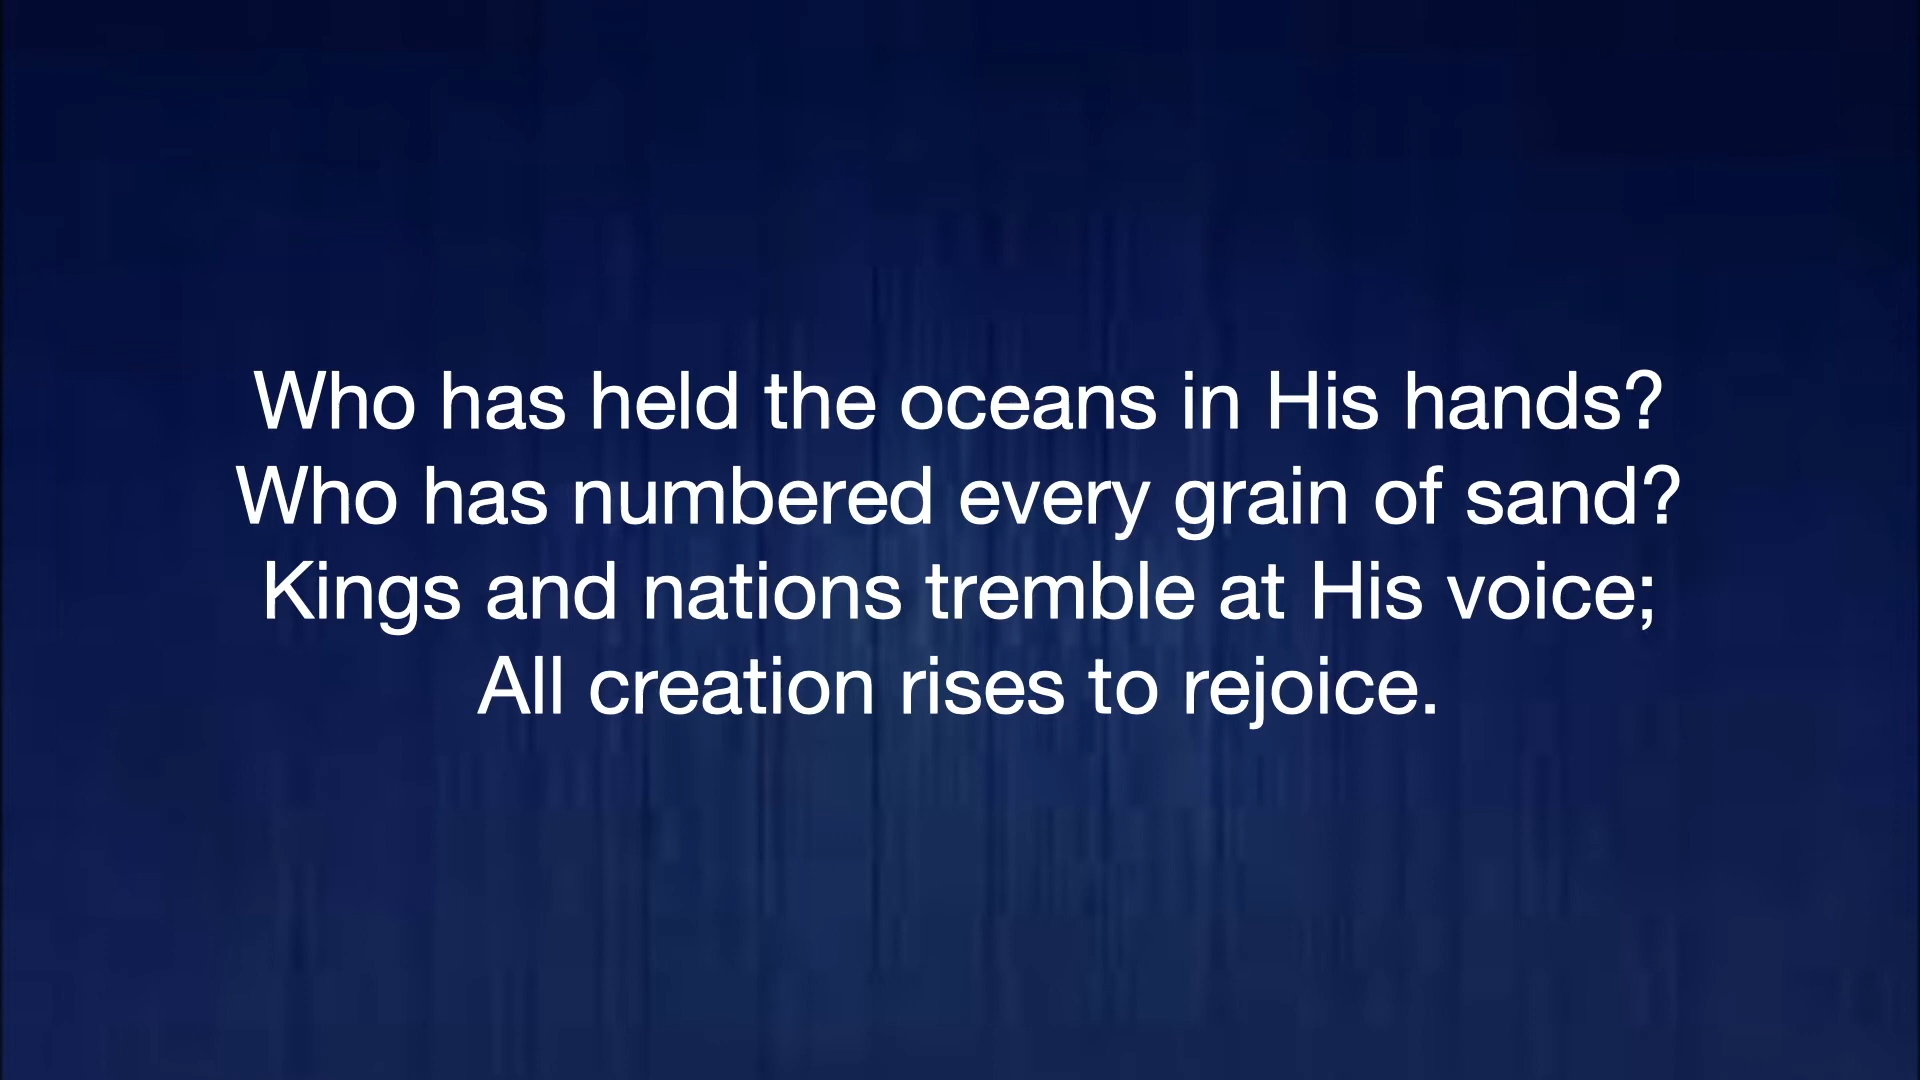 Who has held the oceans in His hands?
Who has numbered every grain of sand?
Kings and nations tremble at His voice;
All creation rises to rejoice.